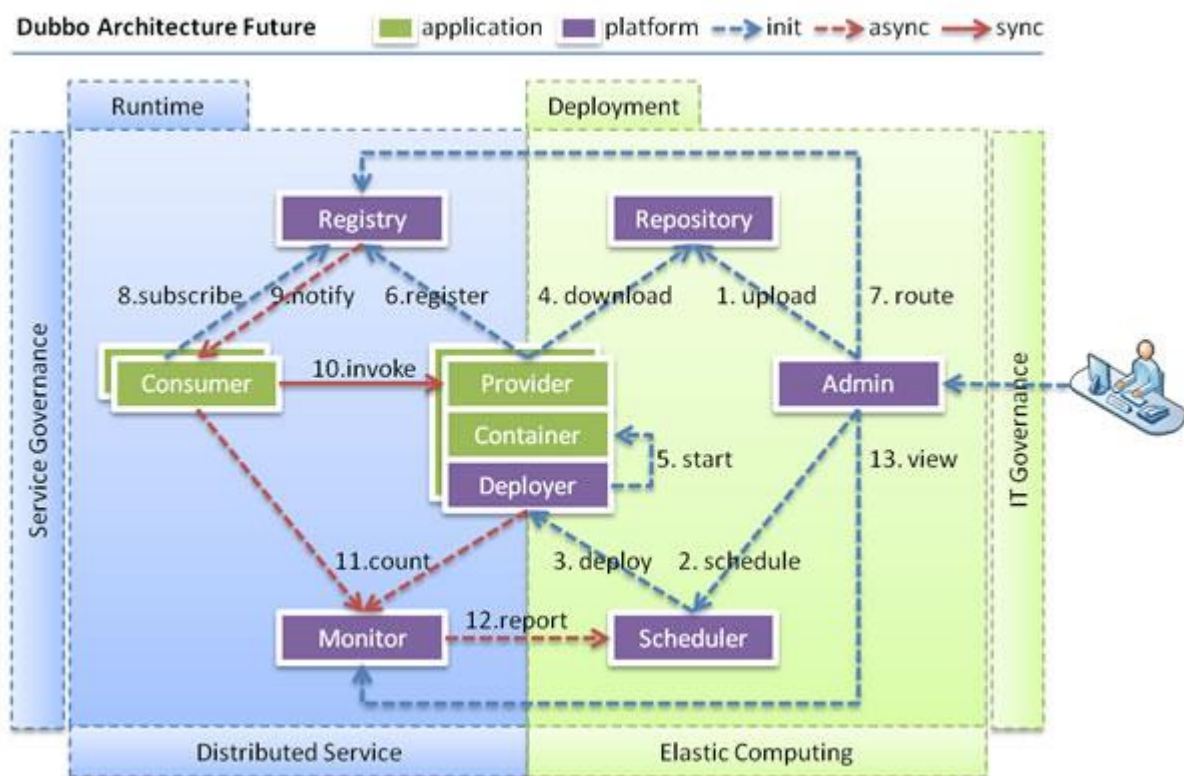 Dubbo Architecture Future application platform init async sync
Runtime
Deployment
Service Governance
IT Governance
Registry
Repository
8.subscribe
9.notify
6.register
4. download
1. upload
7. route
Consumer
10.invoke
Provider
Container
Deployer
5. start
Admin
13. view
11.count
3. deploy
2. schedule
Monitor
12.report
Scheduler
Distributed Service
Elastic Computing